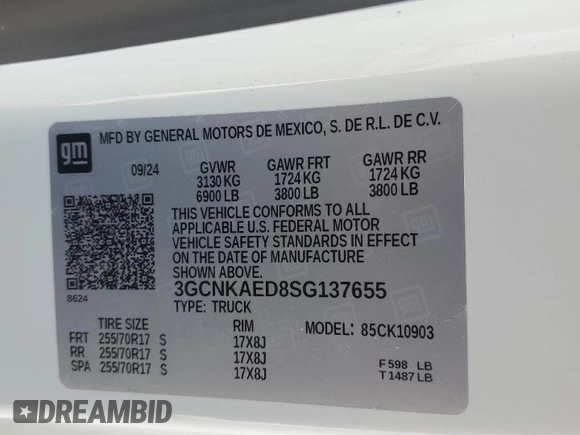 gm MFD BY GENERAL MOTORS DE MEXICO, S. DE R.L. DE C.V.
09/24 GVWR GAWR FRT GAWR RR
3130 KG 1724 KG 1724 KG
6900 LB 3800 LB 3800 LB
THIS VEHICLE CONFORMS TO ALL
APPLICABLE U.S. FEDERAL MOTOR
VEHICLE SAFETY STANDARDS IN EFFECT
ON THE DATE OF MANUFACTURE
SHOWN ABOVE.
8624 3GCNKAED8SG137655
TYPE: TRUCK
TIRE SIZE RIM MODEL: 85CK10903
FRT 255/70R17 S 17X8J
RR 255/70R17 S 17X8J F 598 LB
SPA 255/70R17 S 17X8J T 1487 LB
DREAMBID